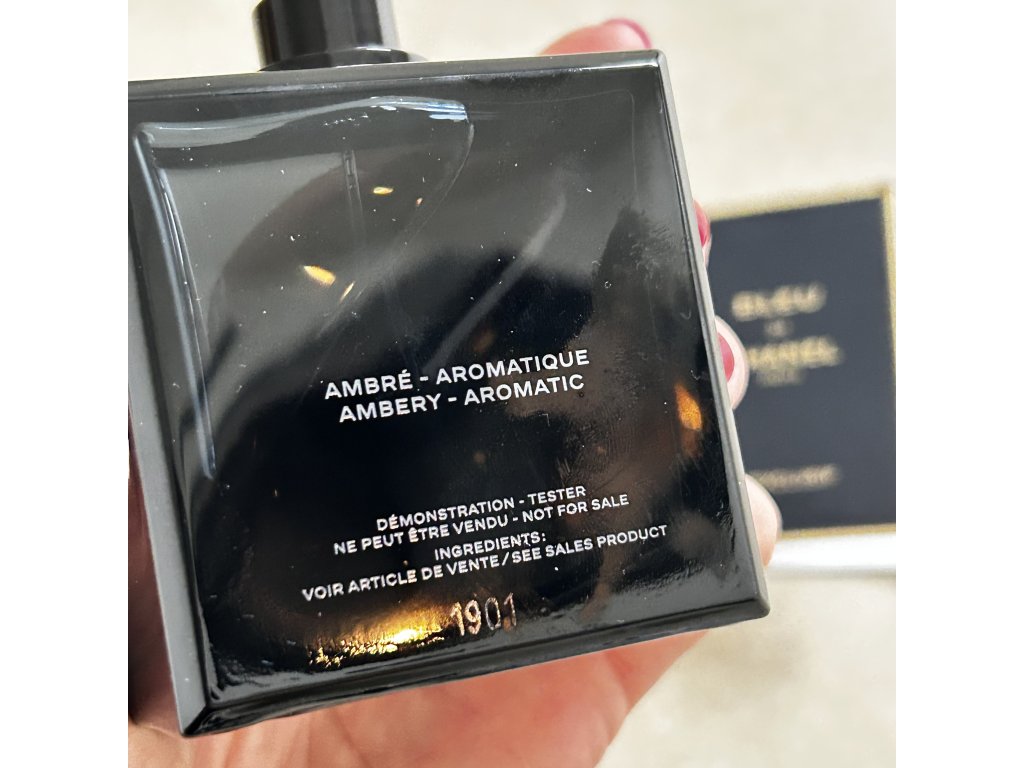 AMBRÉ - AROMATIQUE
AMBERY - AROMATIC
DÉMONSTRATION - TESTER
NE PEUT ÊTRE VENDU - NOT FOR SALE
INGREDIENTS:
VOIR ARTICLE DE VENTE / SEE SALES PRODUCT
1901
BLEU
DE
CHANEL